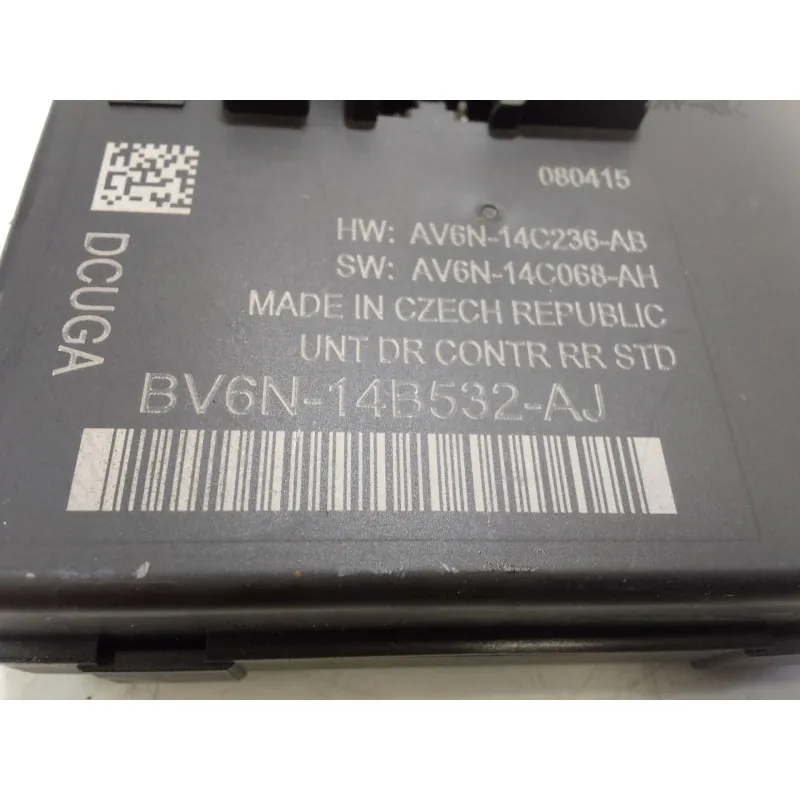 080415
HW: AV6N-14C236-AB
SW: AV6N-14C068-AH
MADE IN CZECH REPUBLIC
UNT DR CONTR RR STD
DCUGA
BV6N-14B532-AJ